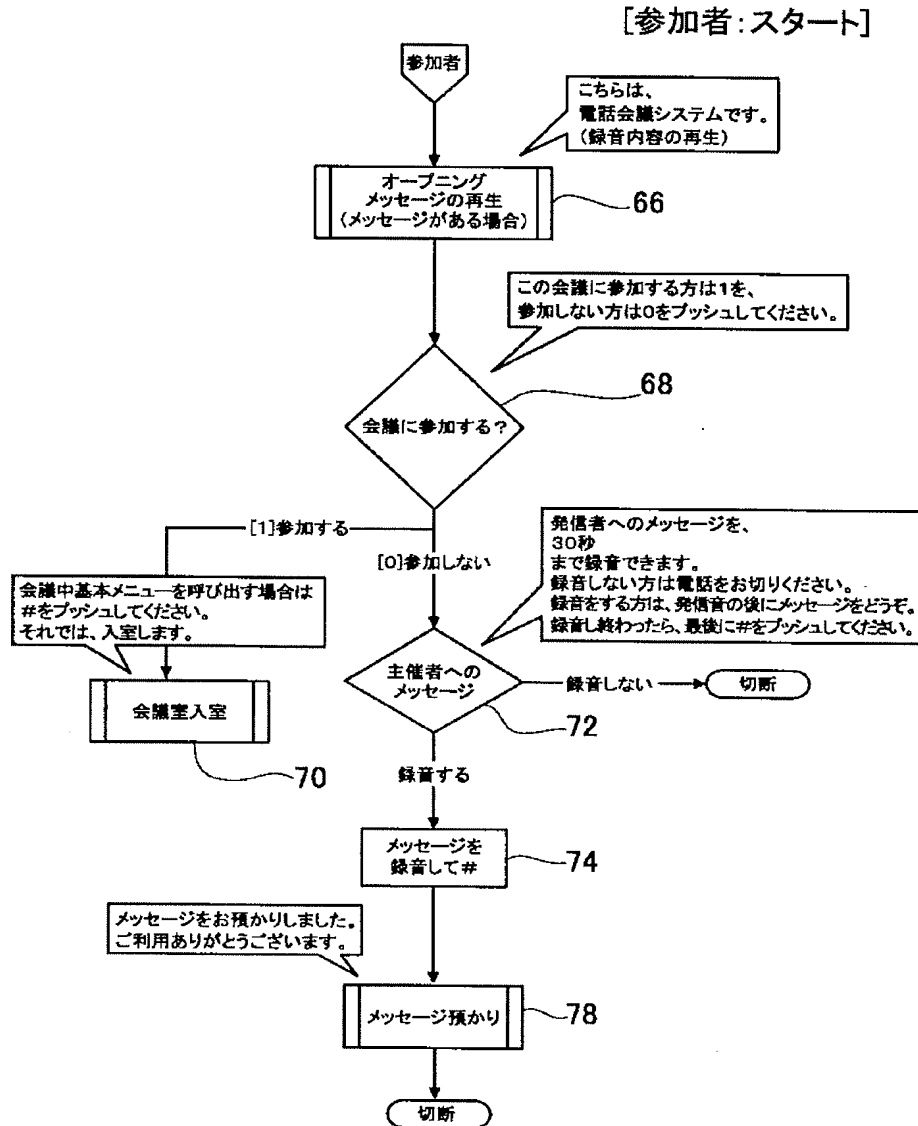 [参加者:スタート]
参加者
こちらは、
電話会議システムです。
(録音内容の再生)
オープニング
メッセージの再生
(メッセージがある場合)
66
この会議に参加する方は1を、
参加しない方は0をプッシュしてください。
68
会議に参加する?
[1]参加する
[0]参加しない
発信者へのメッセージを、
30秒
まで録音できます。
録音しない方は電話をお切りください。
録音をする方は、発信音の後にメッセージをどうぞ。
録音し終わったら、最後に#をプッシュしてください。
会議中基本メニューを呼び出す場合は
#をプッシュしてください。
それでは、入室します。
主催者への
メッセージ
録音しない
切断
72
会議室入室
70
録音する
メッセージを
録音して#
74
メッセージをお預かりしました。
ご利用ありがとうございます。
メッセージ預かり
78
切断